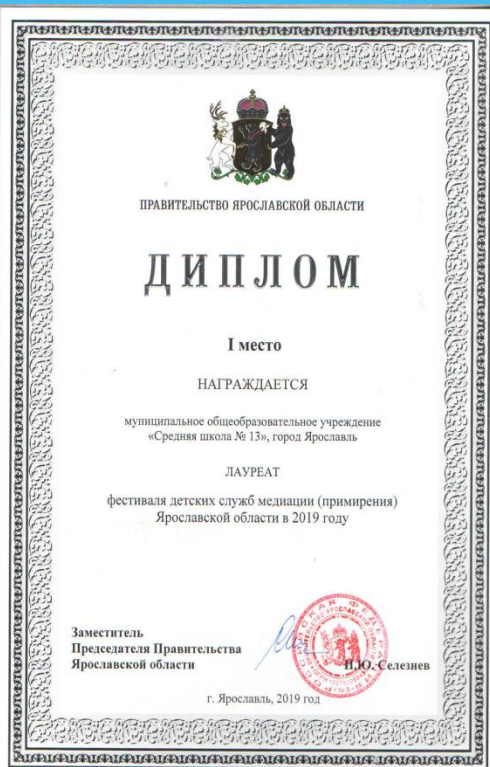 ПРАВИТЕЛЬСТВО ЯРОСЛАВСКОЙ ОБЛАСТИ
ДИПЛОМ
I место
НАГРАЖДАЕТСЯ
муниципальное общеобразовательное учреждение
«Средняя школа № 13», город Ярославль
ЛАУРЕАТ
фестиваля детских служб медиации (примирения)
Ярославской области в 2019 году
Заместитель
Председателя Правительства
Ярославской области
И.Ю. Селезнев
г. Ярославль, 2019 год